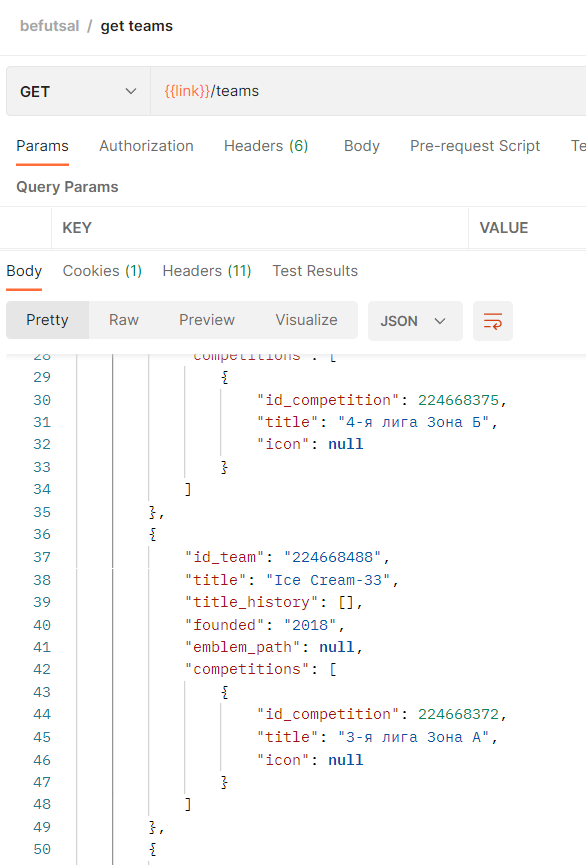 befutsal / get teams
GET {{link}}/teams
Params Authorization Headers (6) Body Pre-request Script Te
Query Params
KEY VALUE
Body Cookies (1) Headers (11) Test Results
Pretty Raw Preview Visualize JSON
28 "competitions": [
29 {
30 "id_competition": 224668375,
31 "title": "4-я лига Зона Б",
32 "icon": null
33 }
34 ]
35 },
36 {
37 "id_team": "224668488",
38 "title": "Ice Cream-33",
39 "title_history": [],
40 "founded": "2018",
41 "emblem_path": null,
42 "competitions": [
43 {
44 "id_competition": 224668372,
45 "title": "3-я лига Зона А",
46 "icon": null
47 }
48 ]
49 },
50 {